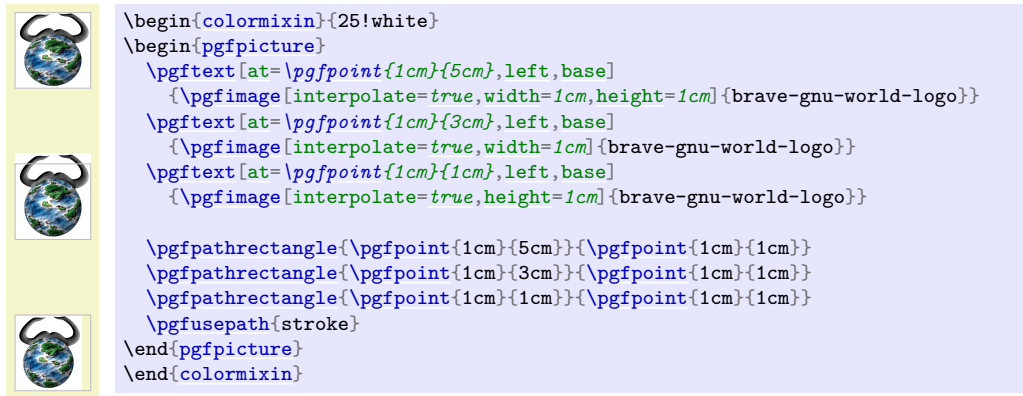 \begin{colormixin}{25!white}
\begin{pgfpicture}
  \pgftext[at=\pgfpoint{1cm}{5cm},left,base]
    {\pgfimage[interpolate=true,width=1cm,height=1cm]{brave-gnu-world-logo}}
  \pgftext[at=\pgfpoint{1cm}{3cm},left,base]
    {\pgfimage[interpolate=true,width=1cm]{brave-gnu-world-logo}}
  \pgftext[at=\pgfpoint{1cm}{1cm},left,base]
    {\pgfimage[interpolate=true,height=1cm]{brave-gnu-world-logo}}

  \pgfpathrectangle{\pgfpoint{1cm}{5cm}}{\pgfpoint{1cm}{1cm}}
  \pgfpathrectangle{\pgfpoint{1cm}{3cm}}{\pgfpoint{1cm}{1cm}}
  \pgfpathrectangle{\pgfpoint{1cm}{1cm}}{\pgfpoint{1cm}{1cm}}
  \pgfusepath{stroke}
\end{pgfpicture}
\end{colormixin}